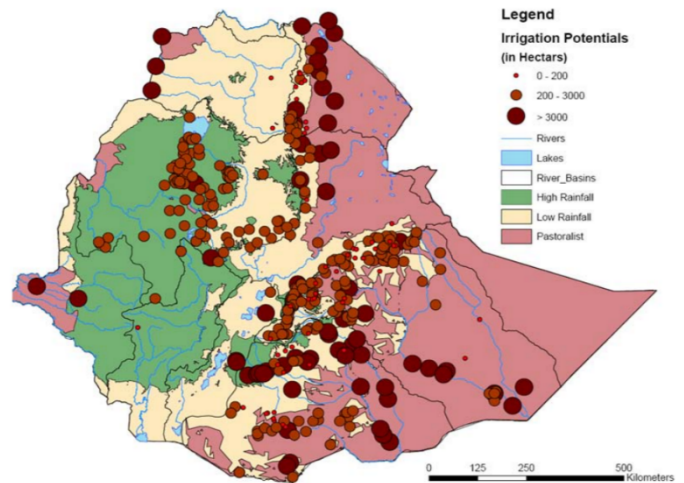 Legend
Irrigation Potentials
(in Hectars)
0 - 200
200 - 3000
> 3000
Rivers
Lakes
River_Basins
High Rainfall
Low Rainfall
Pastoralist
0 125 250 500
Kilometers